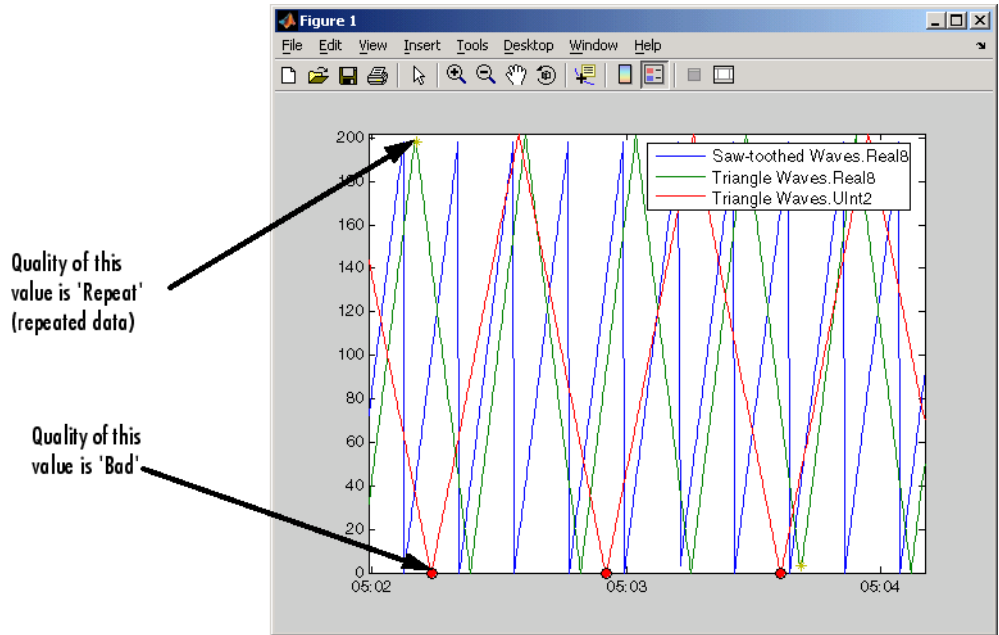 Figure 1
File Edit View Insert Tools Desktop Window Help
200
180
160
140
120
100
80
60
40
20
0
05:02 05:03 05:04
Saw-toothed Waves.Real8
Triangle Waves.Real8
Triangle Waves.UInt2
Quality of this
value is 'Repeat'
(repeated data)
Quality of this
value is 'Bad'